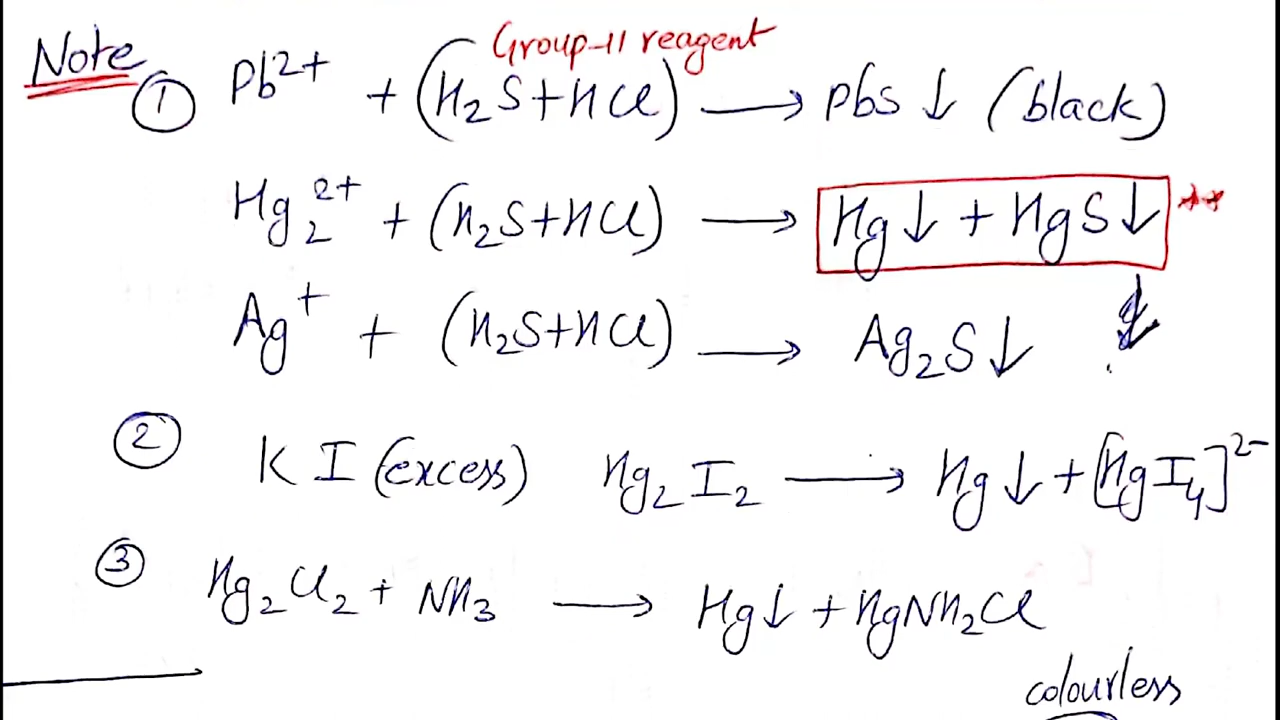 Note
Group-II reagent
① Pb²⁺ + (H₂S+HCl) ⟶ PbS ↓ (black)
Hg₂²⁺ + (H₂S+HCl) ⟶ Hg↓ + HgS↓ **
Ag⁺ + (H₂S+HCl) ⟶ Ag₂S↓
② KI (excess) Hg₂I₂ ⟶ Hg↓ + [HgI₄]²⁻
③ Hg₂Cl₂ + NH₃ ⟶ Hg↓ + HgNH₂Cl
colourless